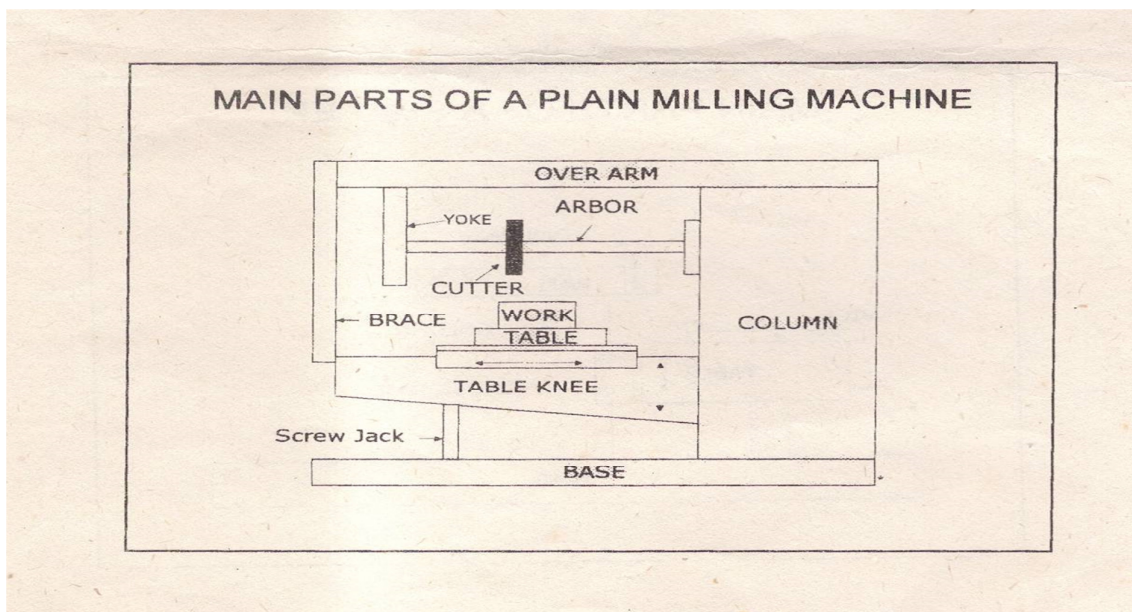 MAIN PARTS OF A PLAIN MILLING MACHINE
OVER ARM
YOKE
ARBOR
CUTTER
WORK
BRACE
COLUMN
TABLE
TABLE KNEE
Screw Jack
BASE